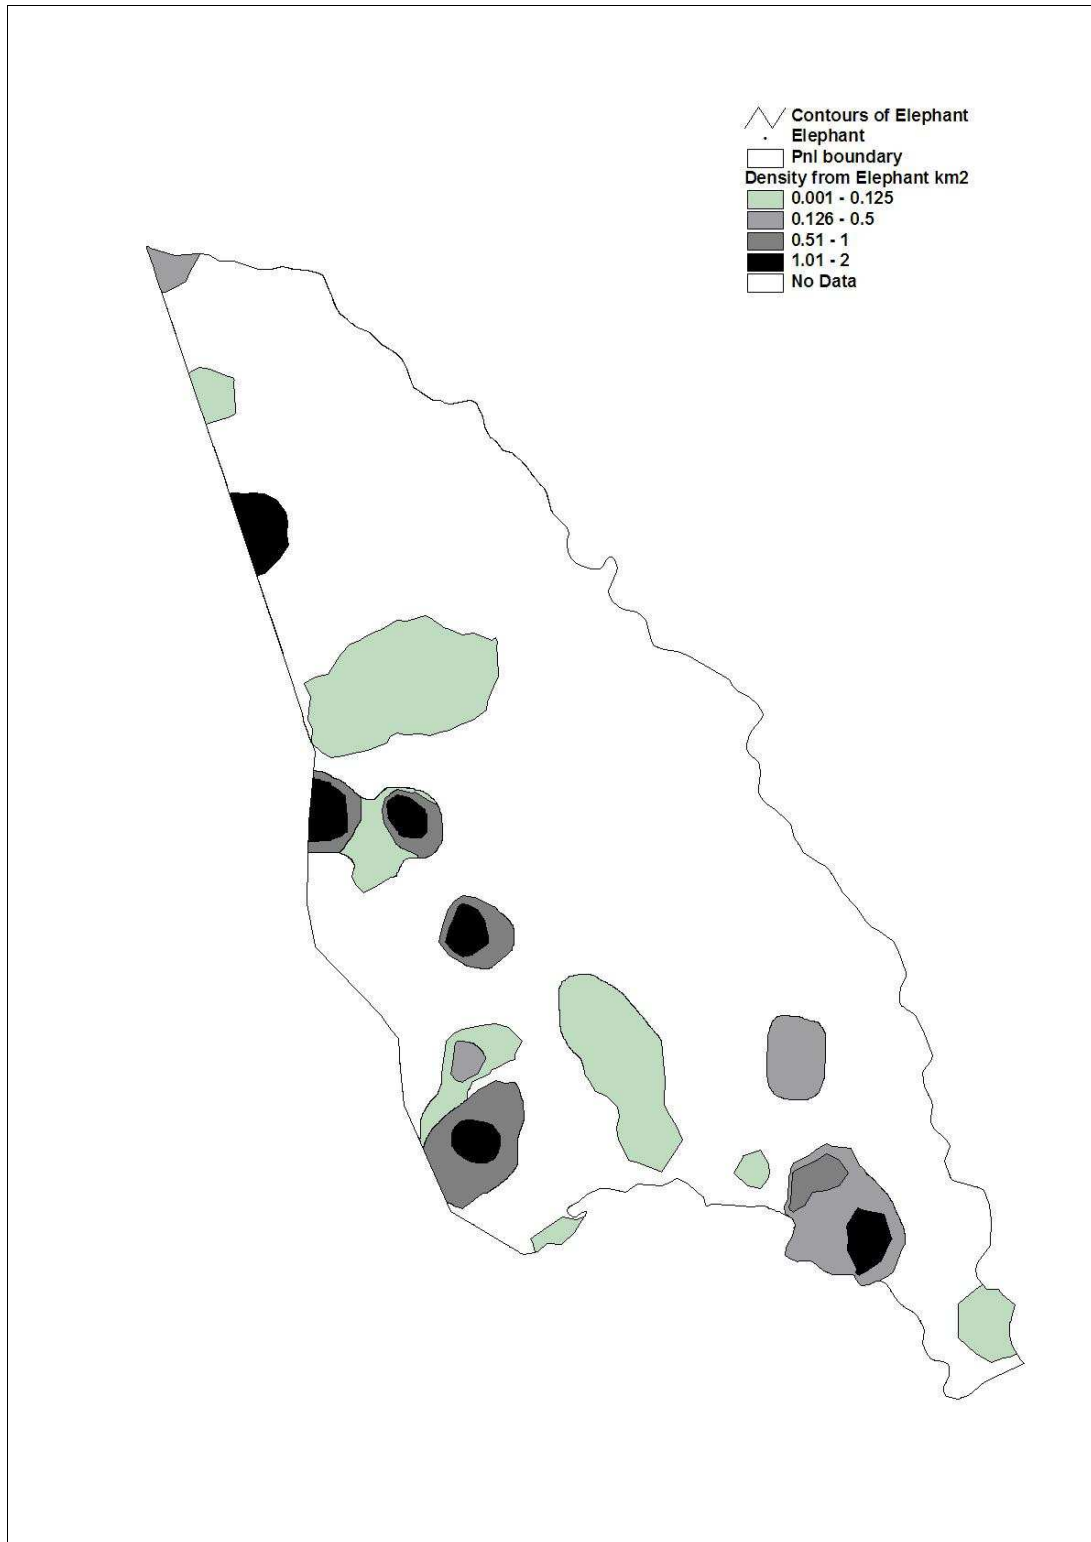 Contours of Elephant
Elephant
Pnl boundary
Density from Elephant km2
0.001 - 0.125
0.126 - 0.5
0.51 - 1
1.01 - 2
No Data